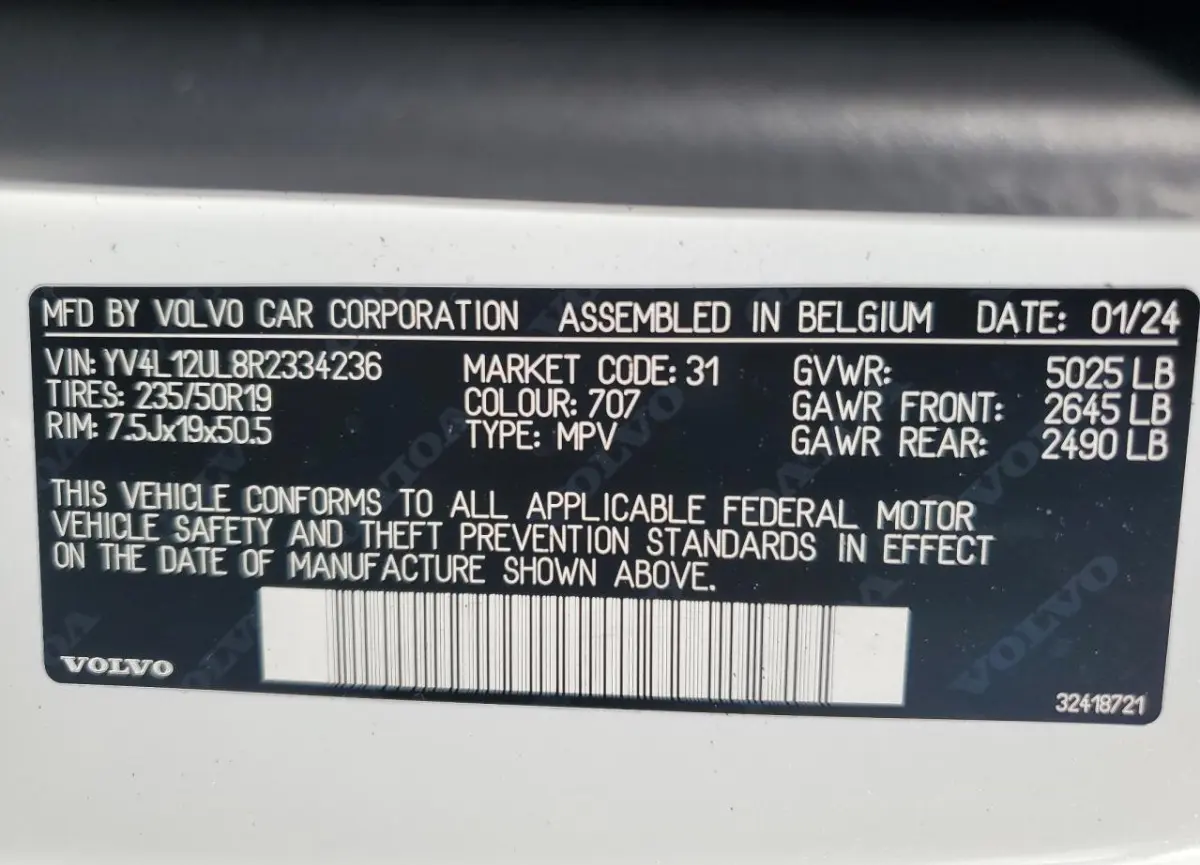 MFD BY VOLVO CAR CORPORATION ASSEMBLED IN BELGIUM DATE: 01/24
VIN: YV4L12UL8R2334236 MARKET CODE: 31 GVWR: 5025 LB
TIRES: 235/50R19 COLOUR: 707 GAWR FRONT: 2645 LB
RIM: 7.5Jx19x50.5 TYPE: MPV GAWR REAR: 2490 LB
THIS VEHICLE CONFORMS TO ALL APPLICABLE FEDERAL MOTOR
VEHICLE SAFETY AND THEFT PREVENTION STANDARDS IN EFFECT
ON THE DATE OF MANUFACTURE SHOWN ABOVE.
VOLVO
32418721